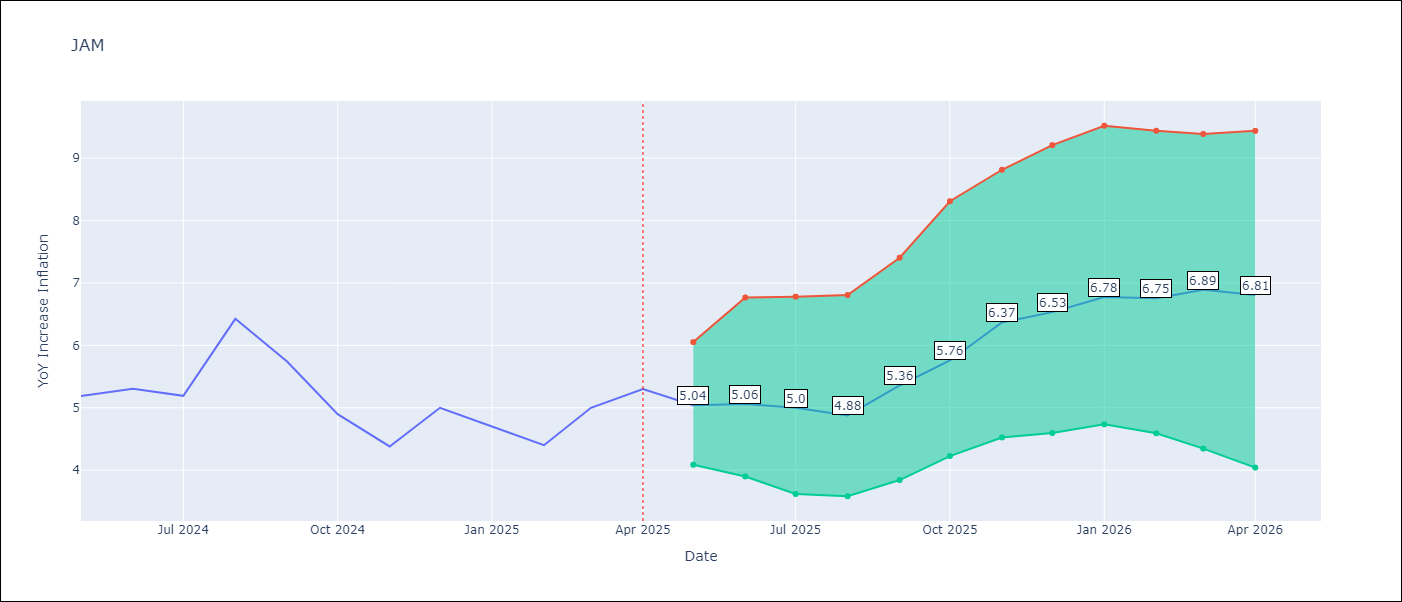 JAM
YoY Increase Inflation
9
8
7
6
5
4
5.04
5.06
5.0
4.88
5.36
5.76
6.37
6.53
6.78
6.75
6.89
6.81
Jul 2024
Oct 2024
Jan 2025
Apr 2025
Jul 2025
Oct 2025
Jan 2026
Apr 2026
Date